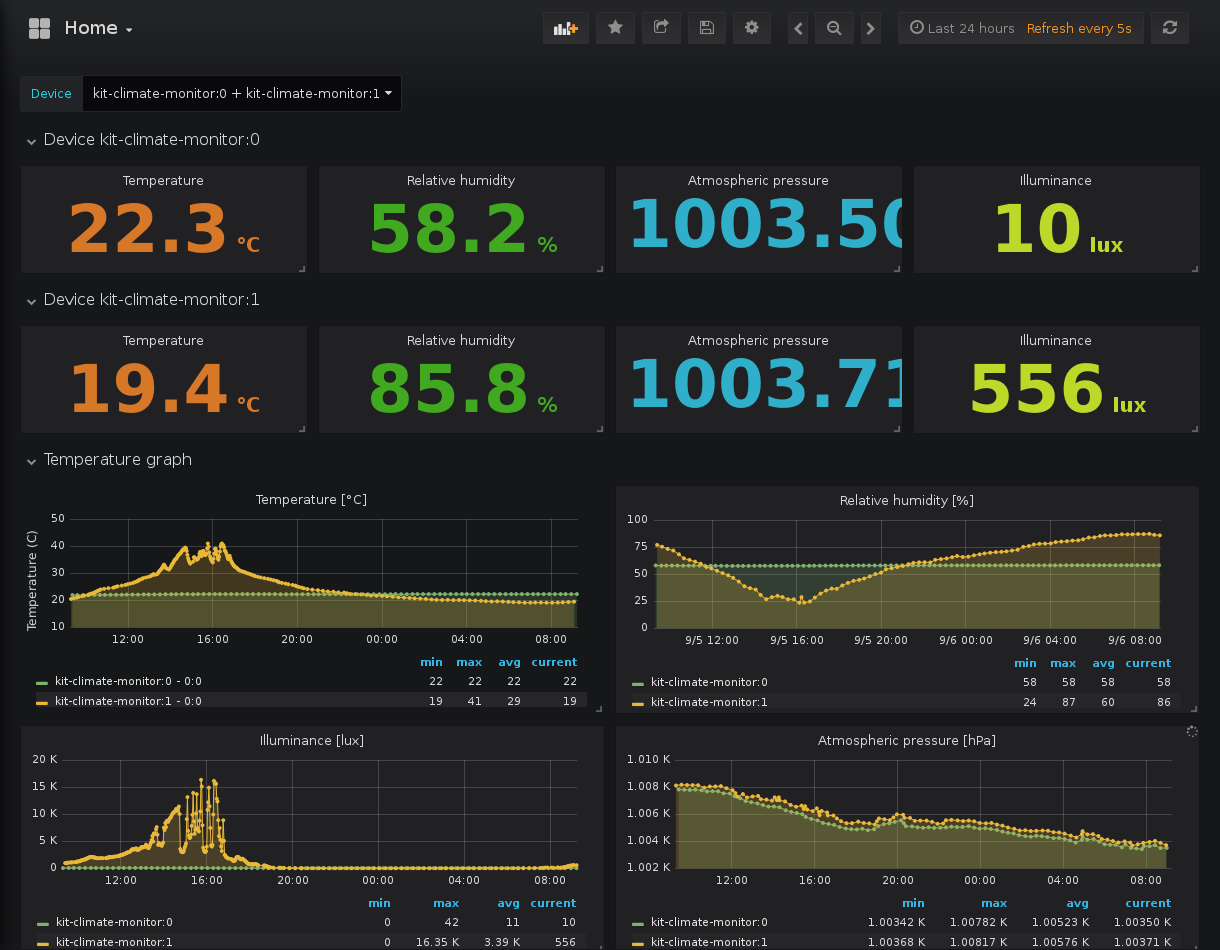 Home
Last 24 hours Refresh every 5s
Device kit-climate-monitor:0 + kit-climate-monitor:1
Device kit-climate-monitor:0
Temperature Relative humidity Atmospheric pressure Illuminance
22.3 °C 58.2 % 1003.50 10 lux
Device kit-climate-monitor:1
Temperature Relative humidity Atmospheric pressure Illuminance
19.4 °C 85.8 % 1003.71 556 lux
Temperature graph
Temperature [°C]
Temperature (C)
50
40
30
20
10
12:00 16:00 20:00 00:00 04:00 08:00
min max avg current
kit-climate-monitor:0 - 0:0 22 22 22 22
kit-climate-monitor:1 - 0:0 19 41 29 19
Relative humidity [%]
100
75
50
25
0
9/5 12:00 9/5 16:00 9/5 20:00 9/6 00:00 9/6 04:00 9/6 08:00
min max avg current
kit-climate-monitor:0 58 58 58 58
kit-climate-monitor:1 24 87 60 86
Illuminance [lux]
20 K
15 K
10 K
5 K
0
12:00 16:00 20:00 00:00 04:00 08:00
min max avg current
kit-climate-monitor:0 0 42 11 10
kit-climate-monitor:1 0 16.35 K 3.39 K 556
Atmospheric pressure [hPa]
1.010 K
1.008 K
1.006 K
1.004 K
1.002 K
12:00 16:00 20:00 00:00 04:00 08:00
min max avg current
kit-climate-monitor:0 1.00342 K 1.00782 K 1.00523 K 1.00350 K
kit-climate-monitor:1 1.00368 K 1.00817 K 1.00576 K 1.00371 K